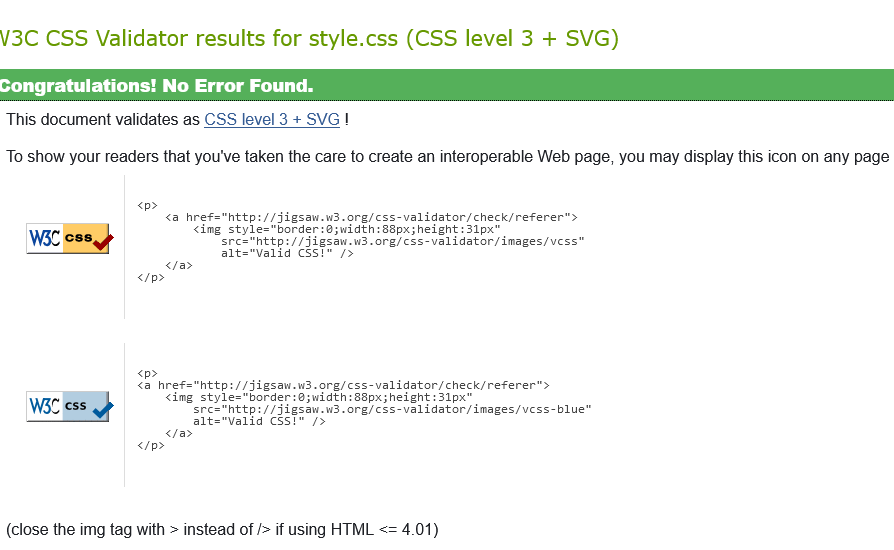 W3C CSS Validator results for style.css (CSS level 3 + SVG)
Congratulations! No Error Found.
This document validates as CSS level 3 + SVG !
To show your readers that you've taken the care to create an interoperable Web page, you may display this icon on any page
W3C css
<p>
<a href="http://jigsaw.w3.org/css-validator/check/referer">
<img style="border:0;width:88px;height:31px"
src="http://jigsaw.w3.org/css-validator/images/vcss"
alt="Valid CSS!" />
</a>
</p>
W3C css
<p>
<a href="http://jigsaw.w3.org/css-validator/check/referer">
<img style="border:0;width:88px;height:31px"
src="http://jigsaw.w3.org/css-validator/images/vcss-blue"
alt="Valid CSS!" />
</a>
</p>
(close the img tag with > instead of /> if using HTML <= 4.01)